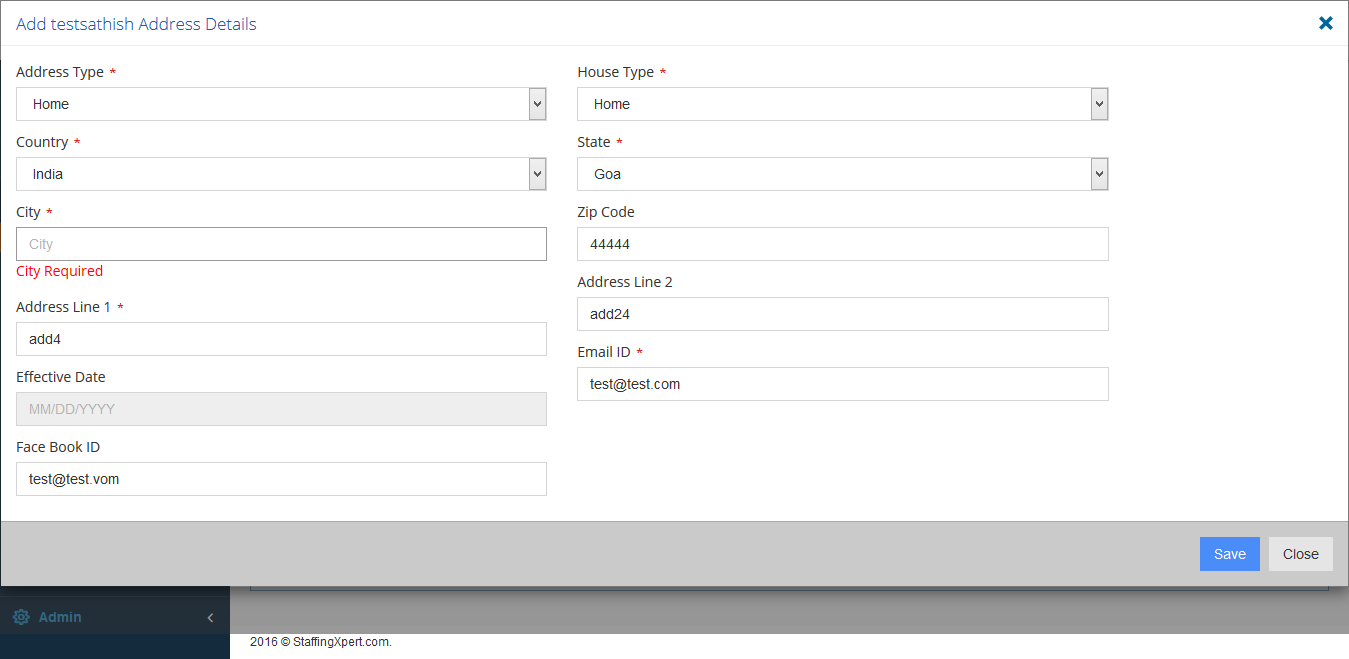 Add testsathish Address Details
Address Type *
House Type *
Home
Home
Country *
State *
India
Goa
City *
Zip Code
City
44444
City Required
Address Line 2
Address Line 1 *
add24
add4
Email ID *
Effective Date
test@test.com
MM/DD/YYYY
Face Book ID
test@test.vom
Save
Close
Admin
2016 © StaffingXpert.com.